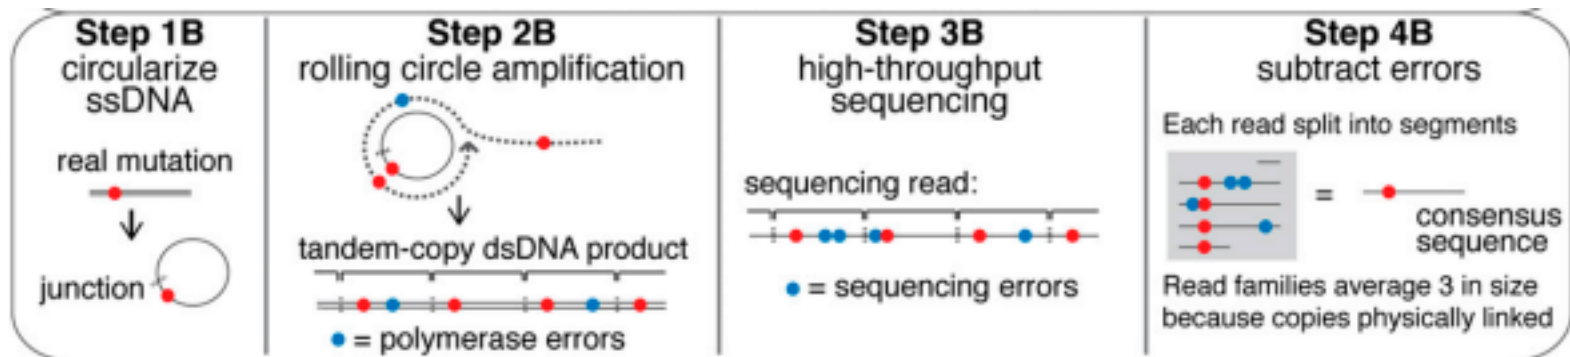 Step 1B
circularize
ssDNA
real mutation
junction
Step 2B
rolling circle amplification
tandem-copy dsDNA product
= polymerase errors
Step 3B
high-throughput
sequencing
sequencing read:
= sequencing errors
Step 4B
subtract errors
Each read split into segments
=
consensus
sequence
Read families average 3 in size
because copies physically linked